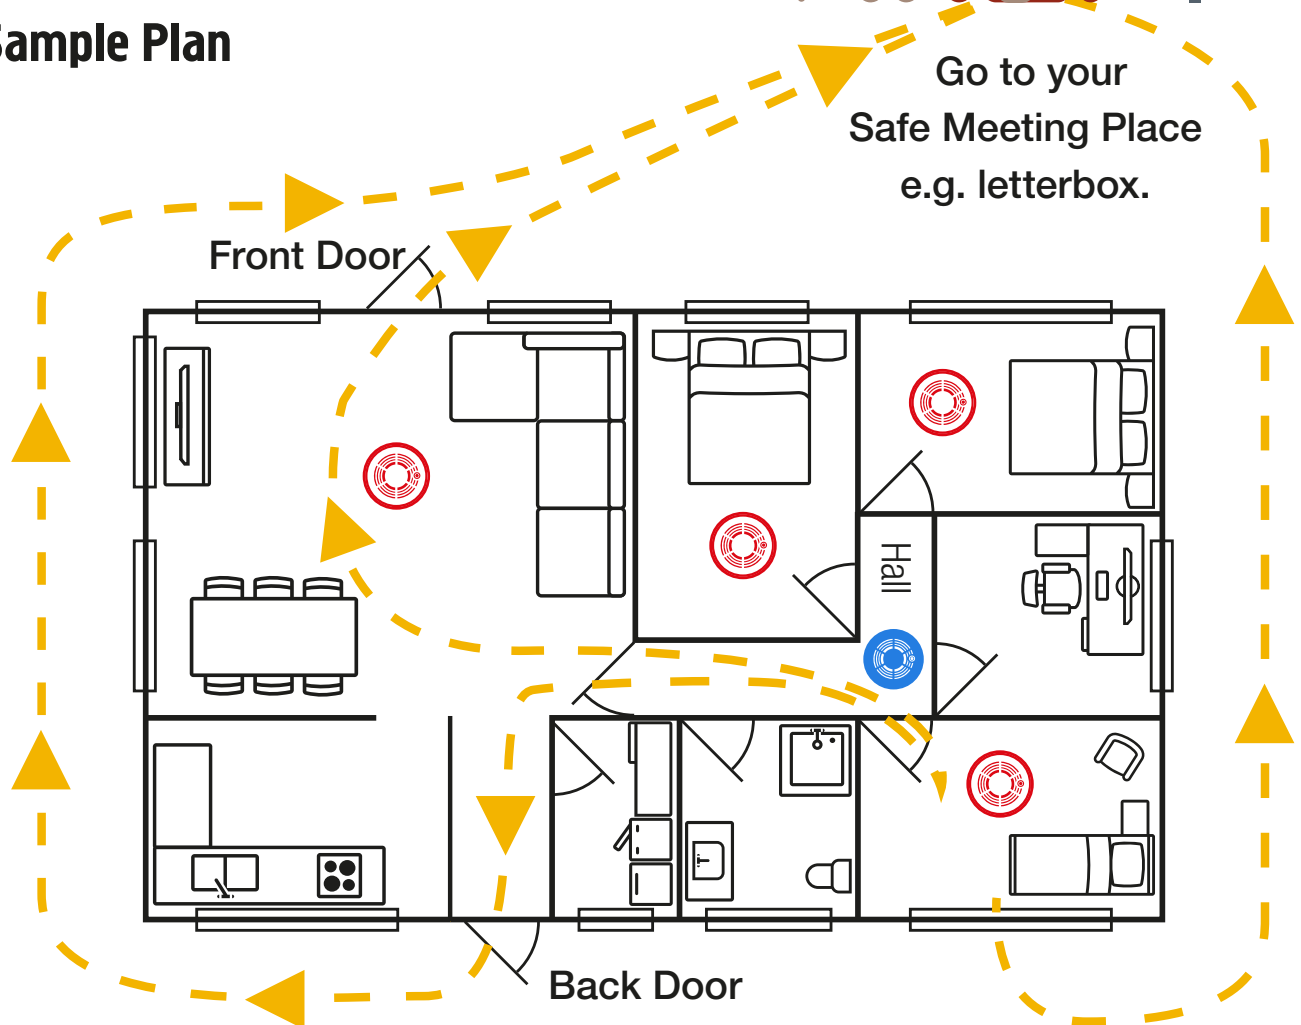 Sample Plan
Go to your
Safe Meeting Place
e.g. letterbox.
Front Door
Hall
Back Door